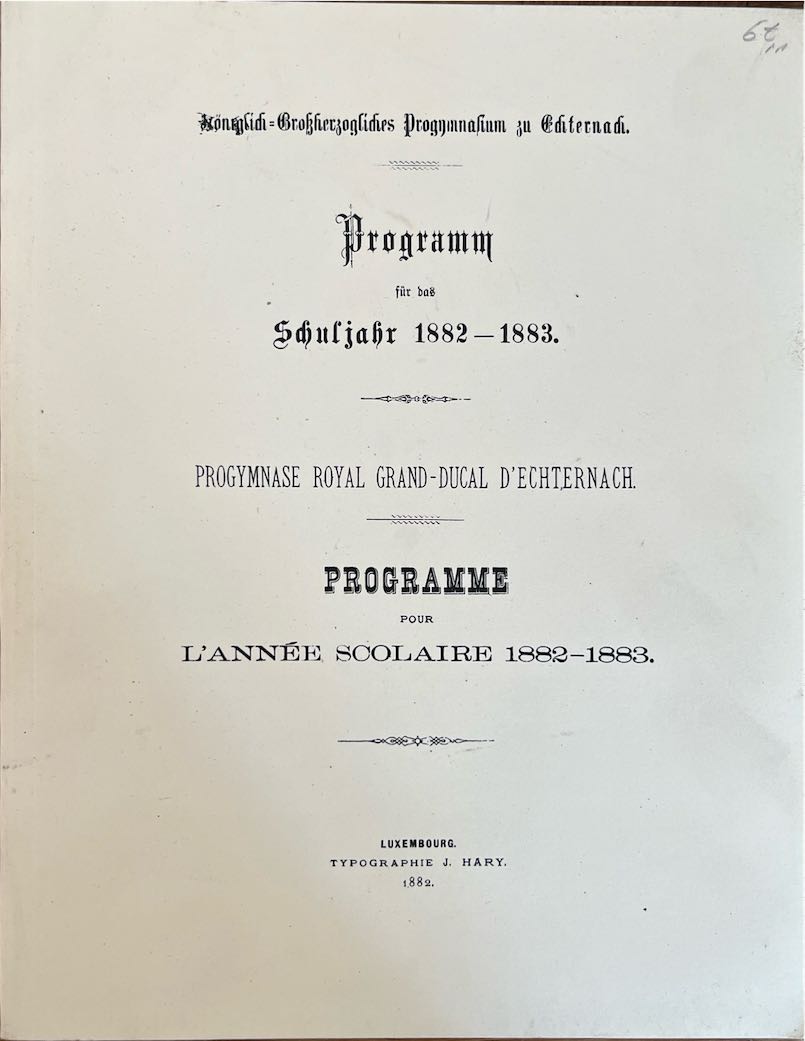 Königlich=Großherzogliches Progymnasium zu Echternach.
Programm
für das
Schuljahr 1882—1883.
PROGYMNASE ROYAL GRAND-DUCAL D'ECHTERNACH.
PROGRAMME
POUR
L'ANNÉE SCOLAIRE 1882-1883.
LUXEMBOURG.
TYPOGRAPHIE J. HARY.
1882.